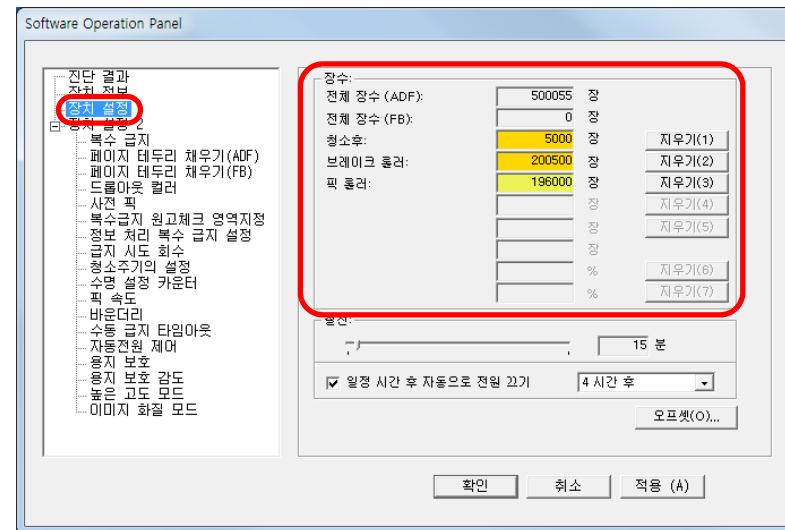 Software Operation Panel
진단 결과
장치 정보
장치 설정
장치 설정 2
복수 급지
페이지 테두리 채우기(ADF)
페이지 테두리 채우기(FB)
드롭아웃 컬러
사전 픽
복수급지 원고체크 영역지정
정보 처리 복수 급지 설정
급지 시도 회수
청소주기의 설정
수명 설정 카운터
픽 속도
바운더리
수동 급지 타임아웃
자동전원 제어
용지 보호
용지 보호 감도
높은 고도 모드
이미지 화질 모드
장수:
전체 장수 (ADF): 500055 장
전체 장수 (FB): 0 장
청소후: 5000 장 지우기(1)
브레이크 롤러: 200500 장 지우기(2)
픽 롤러: 196000 장 지우기(3)
장 지우기(4)
장 지우기(5)
장
% 지우기(6)
% 지우기(7)
15 분
일정 시간 후 자동으로 전원 끄기 4 시간 후
오프셋(O)...
확인 취소 적용 (A)